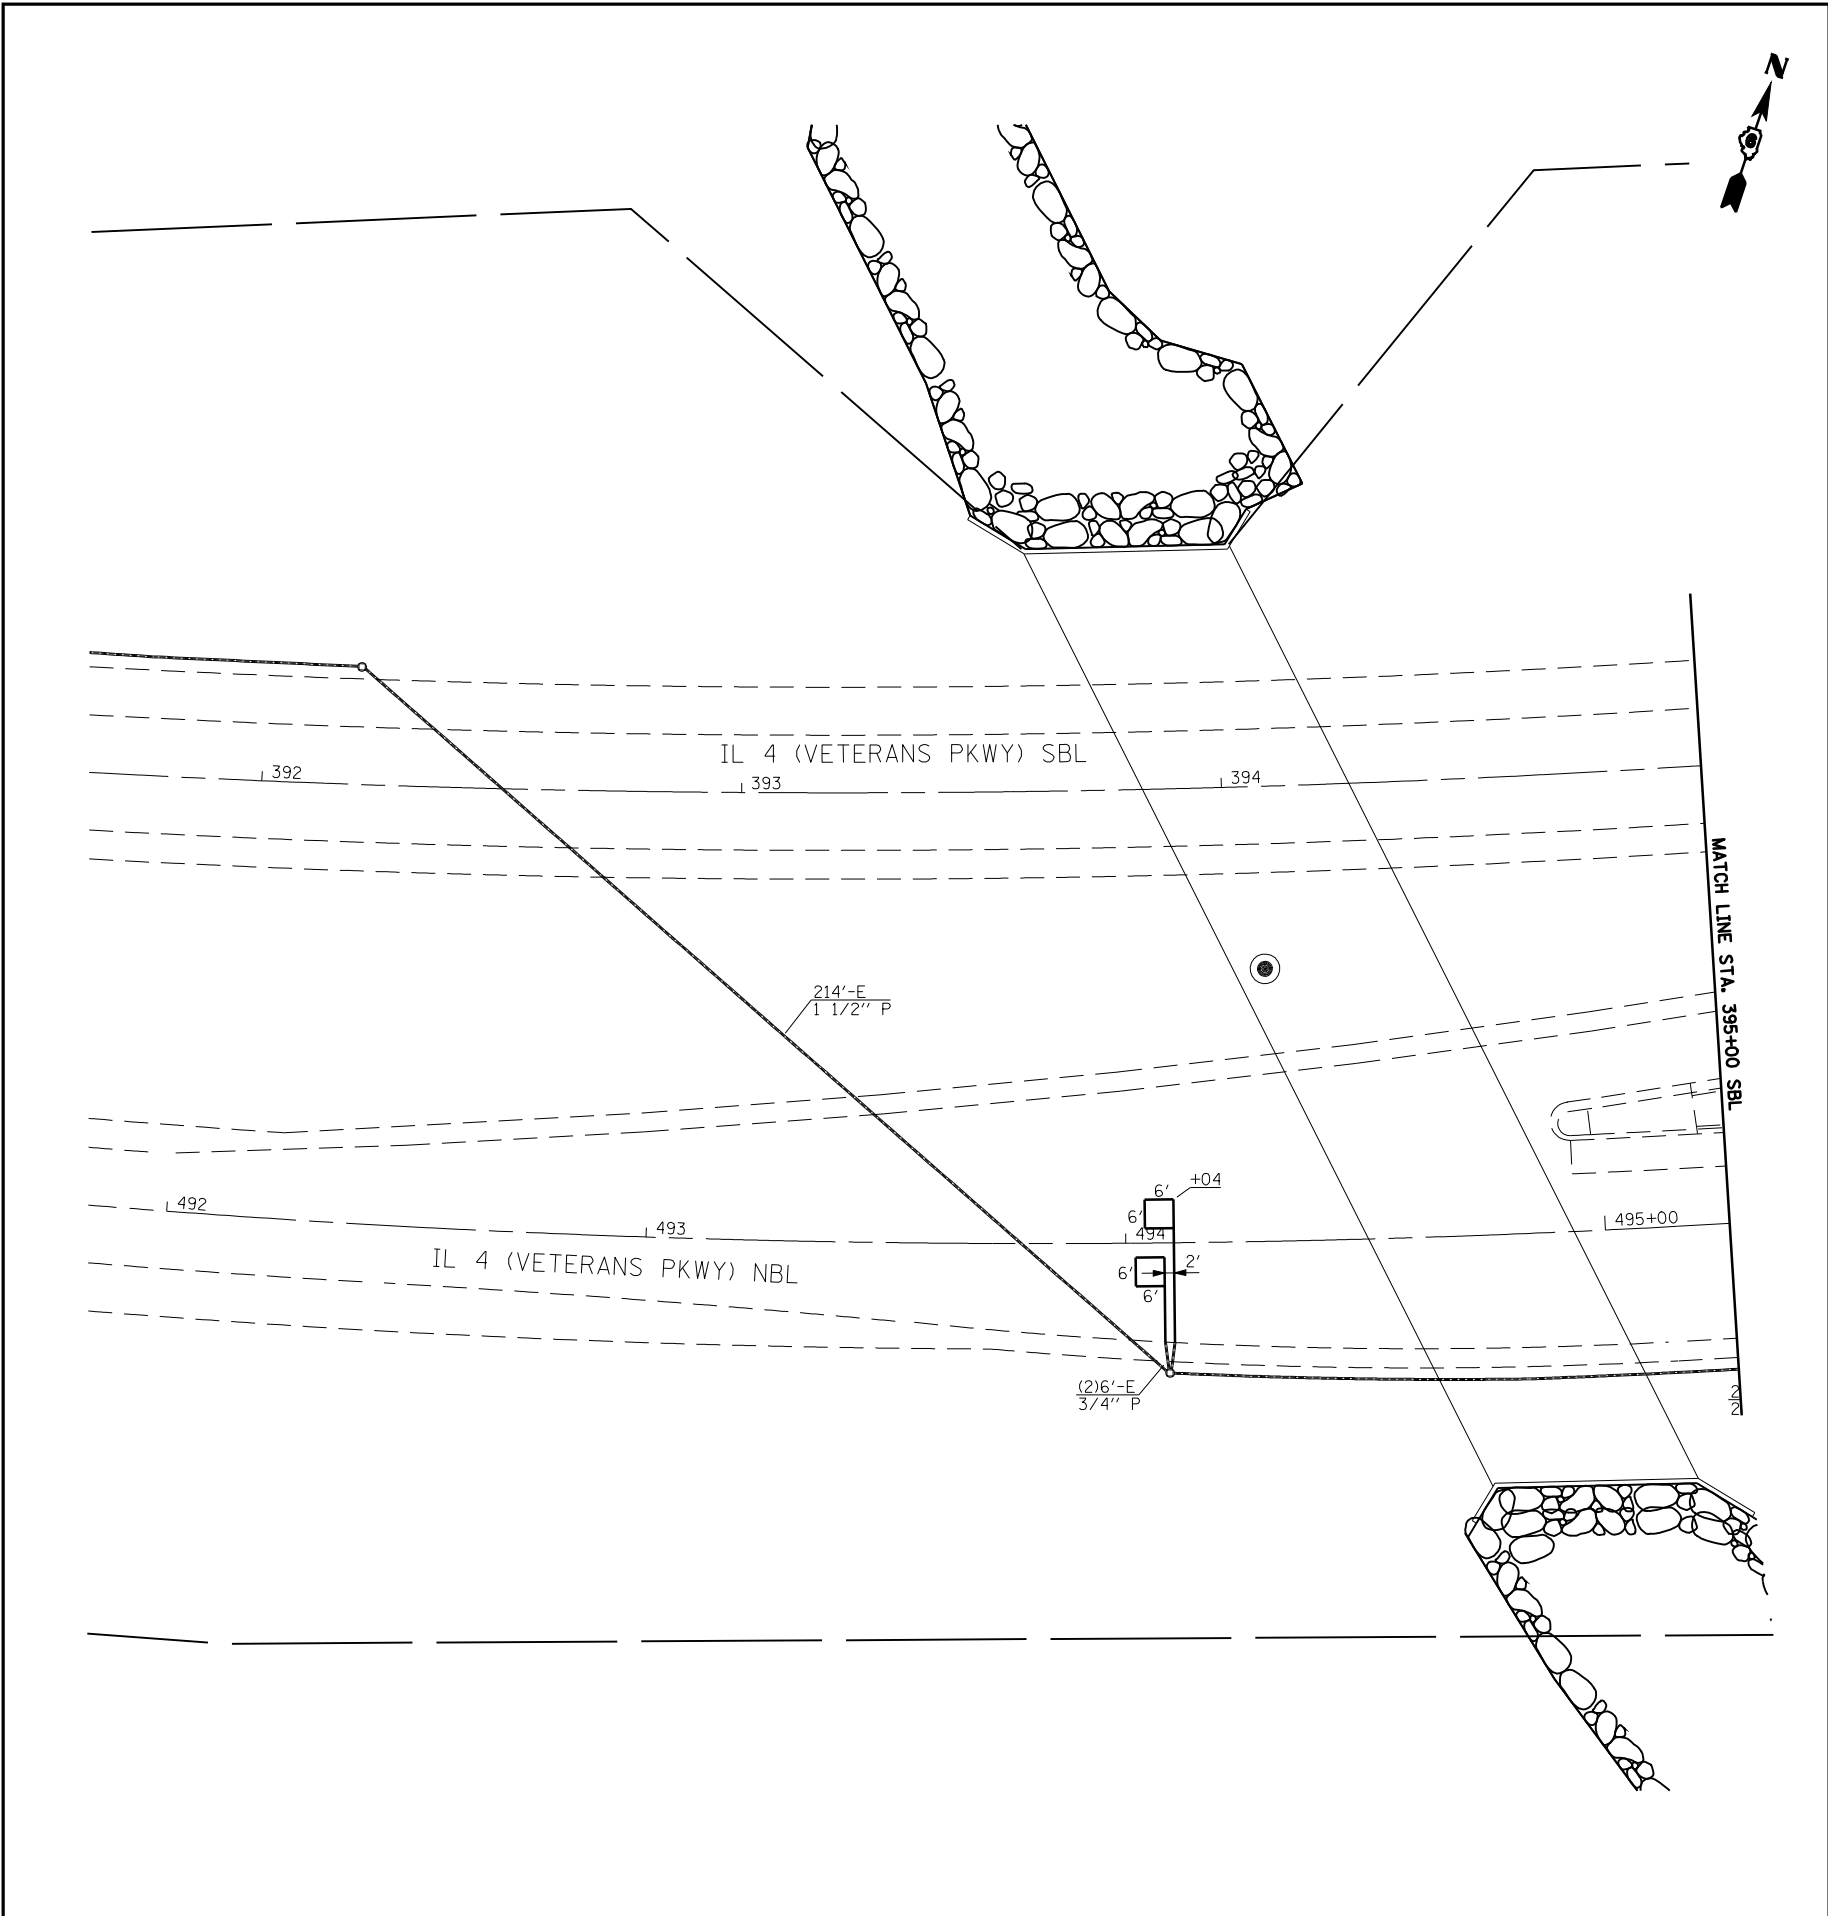 N
6
IL 4 (VETERANS PKWY) SBL
392
393
394
MATCH LINE STA. 395+00 SBL
214'-E
1 1/2" P
+04
6'
6'
492
493
494
495+00
IL 4 (VETERANS PKWY) NBL
6'
2'
6'
(2)6'-E
3/4" P
2
2